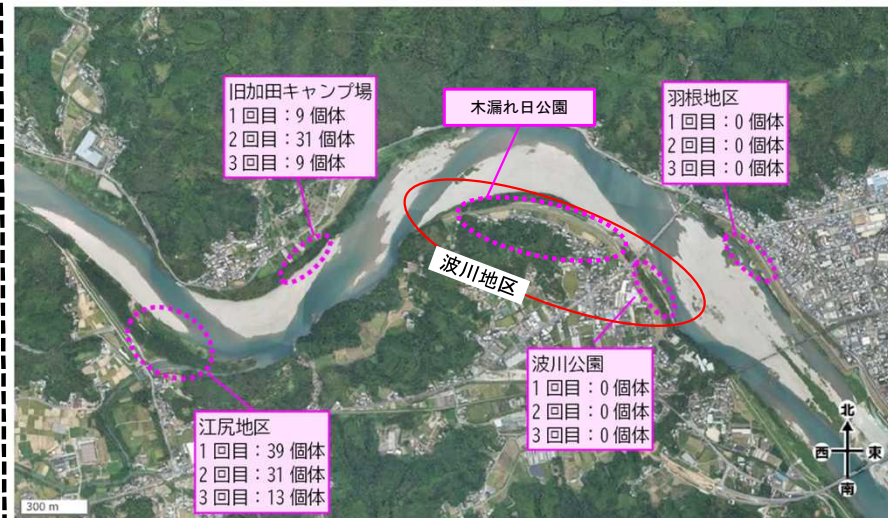 旧加田キャンプ場
1回目：9個体
2回目：31個体
3回目：9個体
木漏れ日公園
羽根地区
1回目：0個体
2回目：0個体
3回目：0個体
波川地区
波川公園
1回目：0個体
2回目：0個体
3回目：0個体
江尻地区
1回目：39個体
2回目：31個体
3回目：13個体
北
西
東
南
300 m